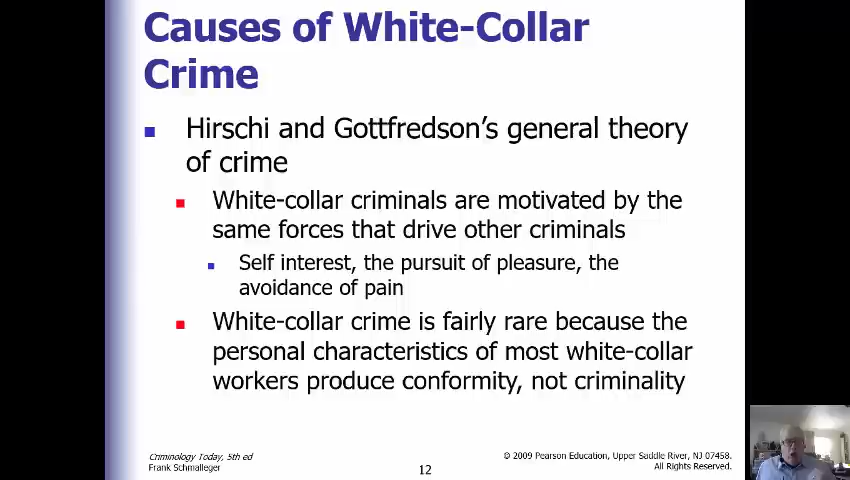 Causes of White-Collar
Crime
Hirschi and Gottfredson’s general theory
of crime
White-collar criminals are motivated by the
same forces that drive other criminals
Self interest, the pursuit of pleasure, the
avoidance of pain
White-collar crime is fairly rare because the
personal characteristics of most white-collar
workers produce conformity, not criminality
Criminology Today, 5th ed
Frank Schmalleger
12
© 2009 Pearson Education, Upper Saddle River, NJ 07458.
All Rights Reserved.